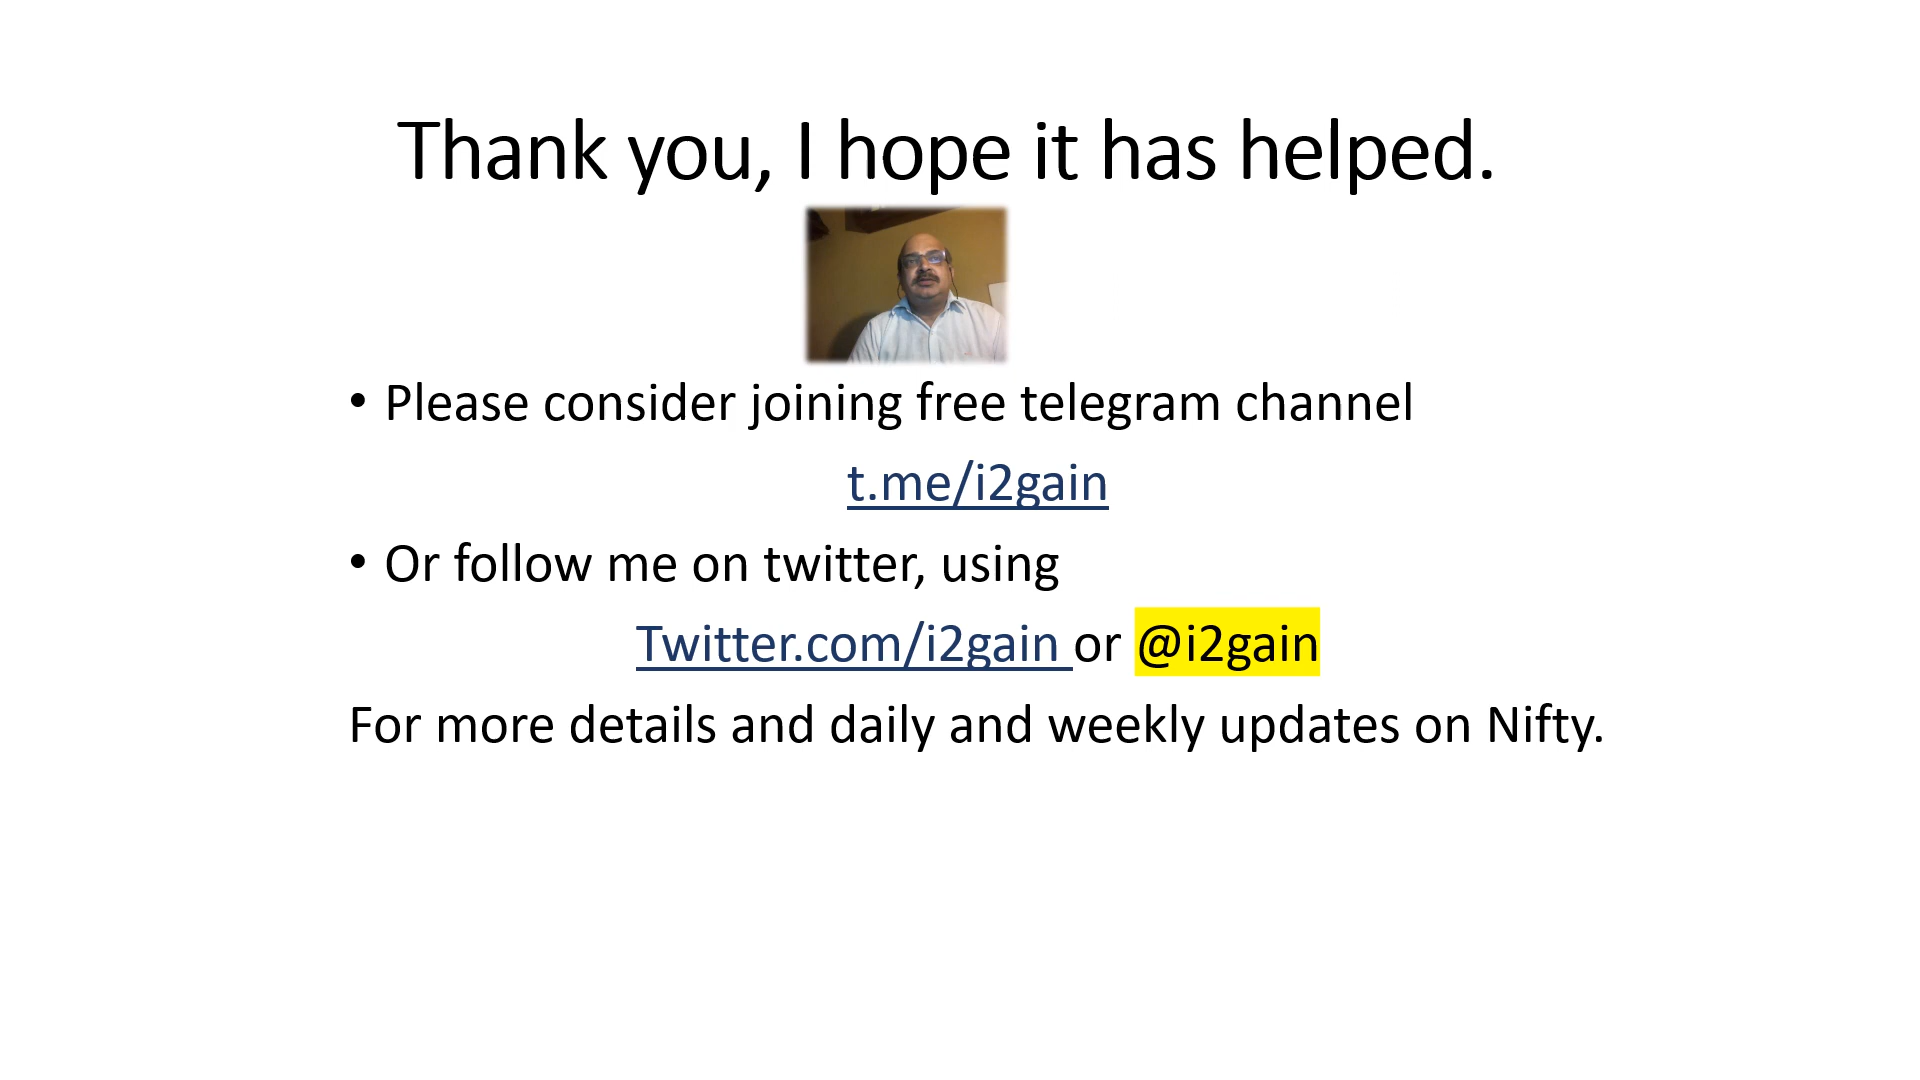 Thank you, I hope it has helped.
• Please consider joining free telegram channel
t.me/i2gain
• Or follow me on twitter, using
Twitter.com/i2gain or @i2gain
For more details and daily and weekly updates on Nifty.